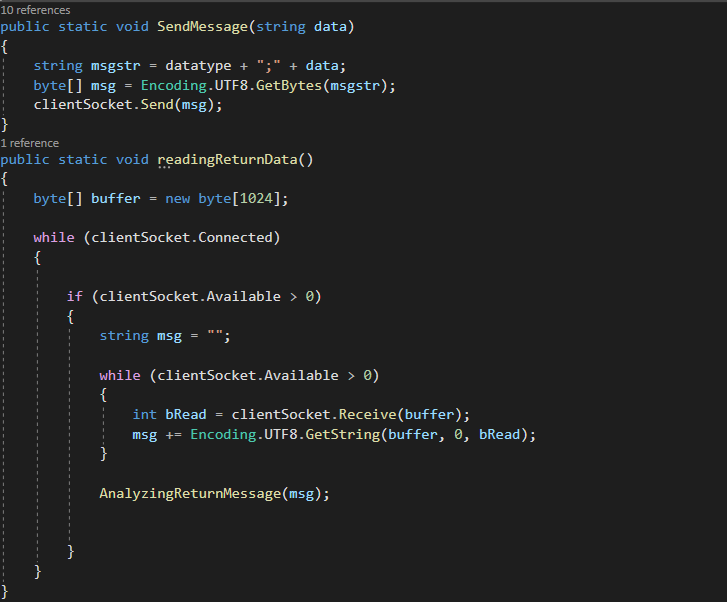 10 references
public static void SendMessage(string data)
{
string msgstr = datatype + ";" + data;
byte[] msg = Encoding.UTF8.GetBytes(msgstr);
clientSocket.Send(msg);
}
1 reference
public static void readingReturnData()
{
byte[] buffer = new byte[1024];
while (clientSocket.Connected)
{
if (clientSocket.Available > 0)
{
string msg = "";
while (clientSocket.Available > 0)
{
int bRead = clientSocket.Receive(buffer);
msg += Encoding.UTF8.GetString(buffer, 0, bRead);
}
AnalyzingReturnMessage(msg);
}
}
}